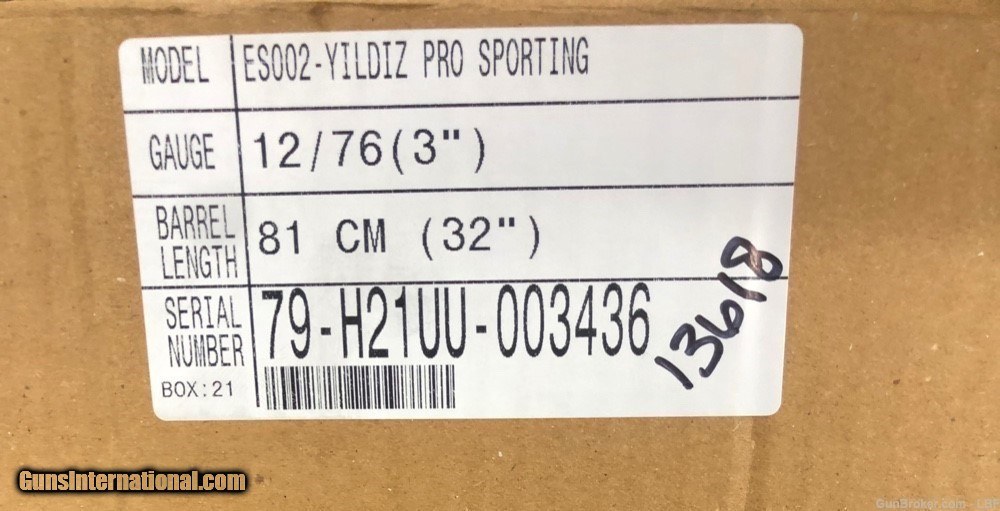 MODEL ES002-YILDIZ PRO SPORTING
GAUGE 12/76(3")
BARREL LENGTH 81 CM (32")
SERIAL NUMBER 79-H21UU-003436
BOX:21
13618
GunsInternational.com
GunBroker.com